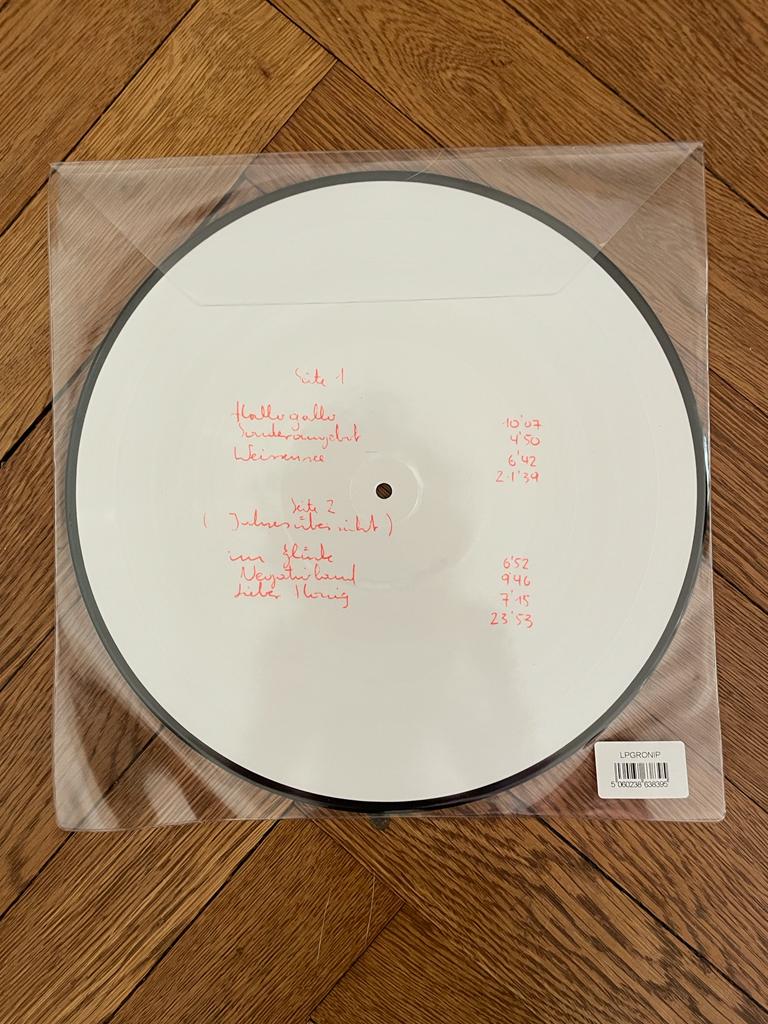 Seite 1
Hallogallo 10'07
Sonderangebot 4'50
Weissensee 6'42
21'39
Seite 2
( Jahresübersicht )
im Glück 6'52
Negativland 9'46
Lieber Honig 7'15
23'53
LPGRONIP
5 060238 638395